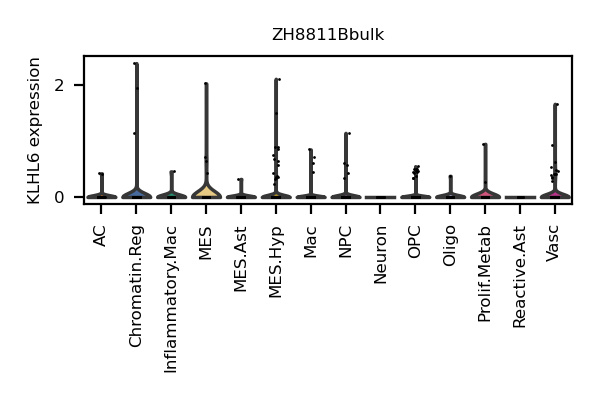 ZH8811Bbulk
KLHL6 expression
2
0
AC
Chromatin.Reg
Inflammatory.Mac
MES
MES.Ast
MES.Hyp
Mac
NPC
Neuron
OPC
Oligo
Prolif.Metab
Reactive.Ast
Vasc